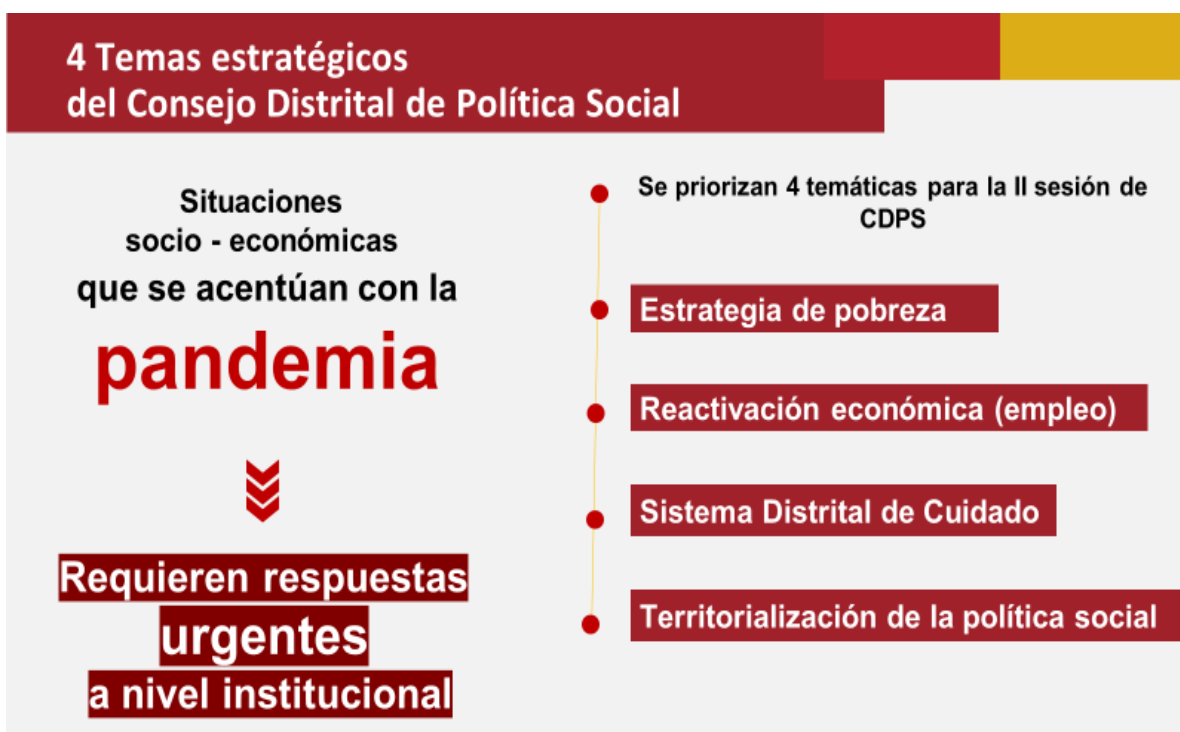 4 Temas estratégicos
del Consejo Distrital de Política Social
Situaciones
socio - económicas
que se acentúan con la
pandemia
Requieren respuestas
urgentes
a nivel institucional
Se priorizan 4 temáticas para la II sesión de
CDPS
Estrategia de pobreza
Reactivación económica (empleo)
Sistema Distrital de Cuidado
Territorialización de la política social